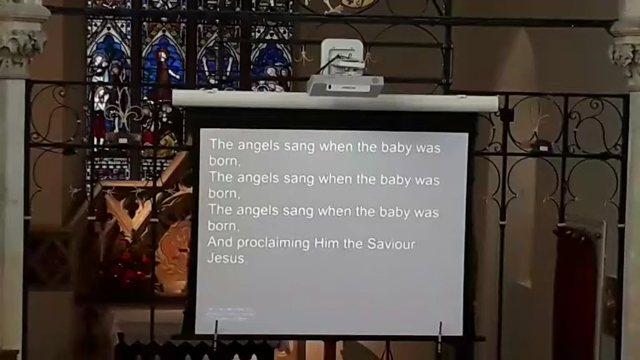 The angels sang when the baby was
born,
The angels sang when the baby was
born,
The angels sang when the baby was
born,
And proclaiming Him the Saviour
Jesus.